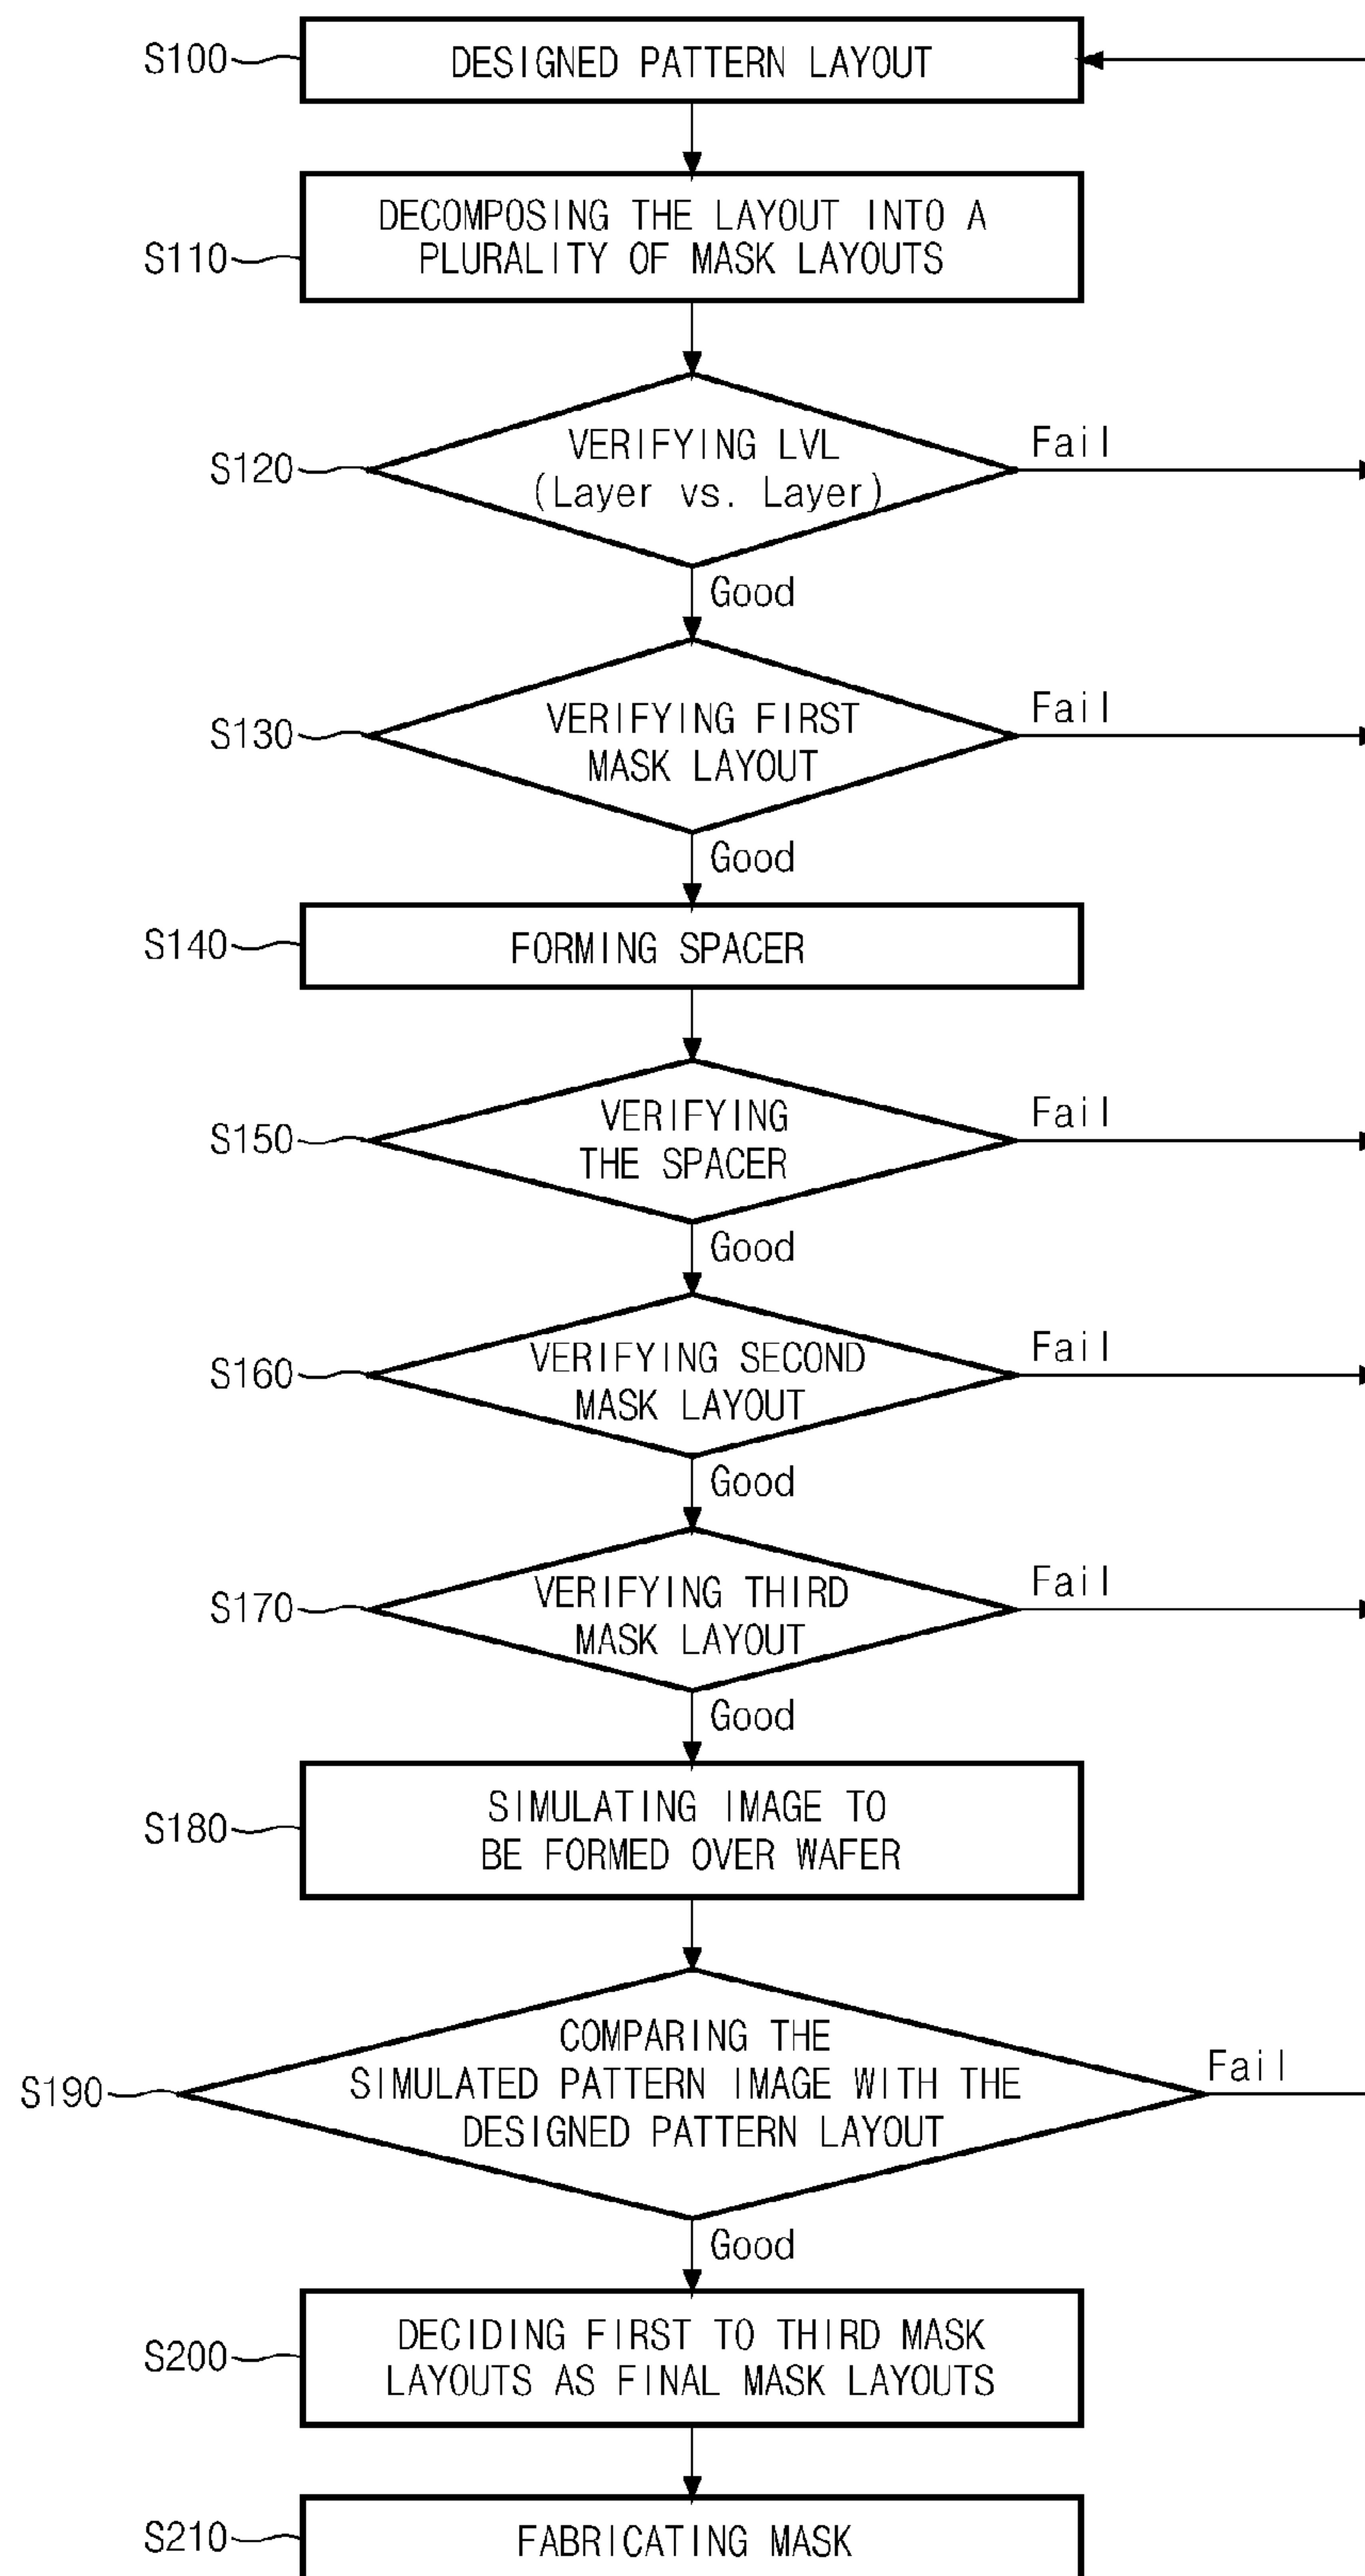 S100
DESIGNED PATTERN LAYOUT
S110
DECOMPOSING THE LAYOUT INTO A
PLURALITY OF MASK LAYOUTS
S120
VERIFYING LVL
(Layer vs. Layer)
Fail
Good
S130
VERIFYING FIRST
MASK LAYOUT
Fail
Good
S140
FORMING SPACER
S150
VERIFYING
THE SPACER
Fail
Good
S160
VERIFYING SECOND
MASK LAYOUT
Fail
Good
S170
VERIFYING THIRD
MASK LAYOUT
Fail
Good
S180
SIMULATING IMAGE TO
BE FORMED OVER WAFER
S190
COMPARING THE
SIMULATED PATTERN IMAGE WITH THE
DESIGNED PATTERN LAYOUT
Fail
Good
S200
DECIDING FIRST TO THIRD MASK
LAYOUTS AS FINAL MASK LAYOUTS
S210
FABRICATING MASK